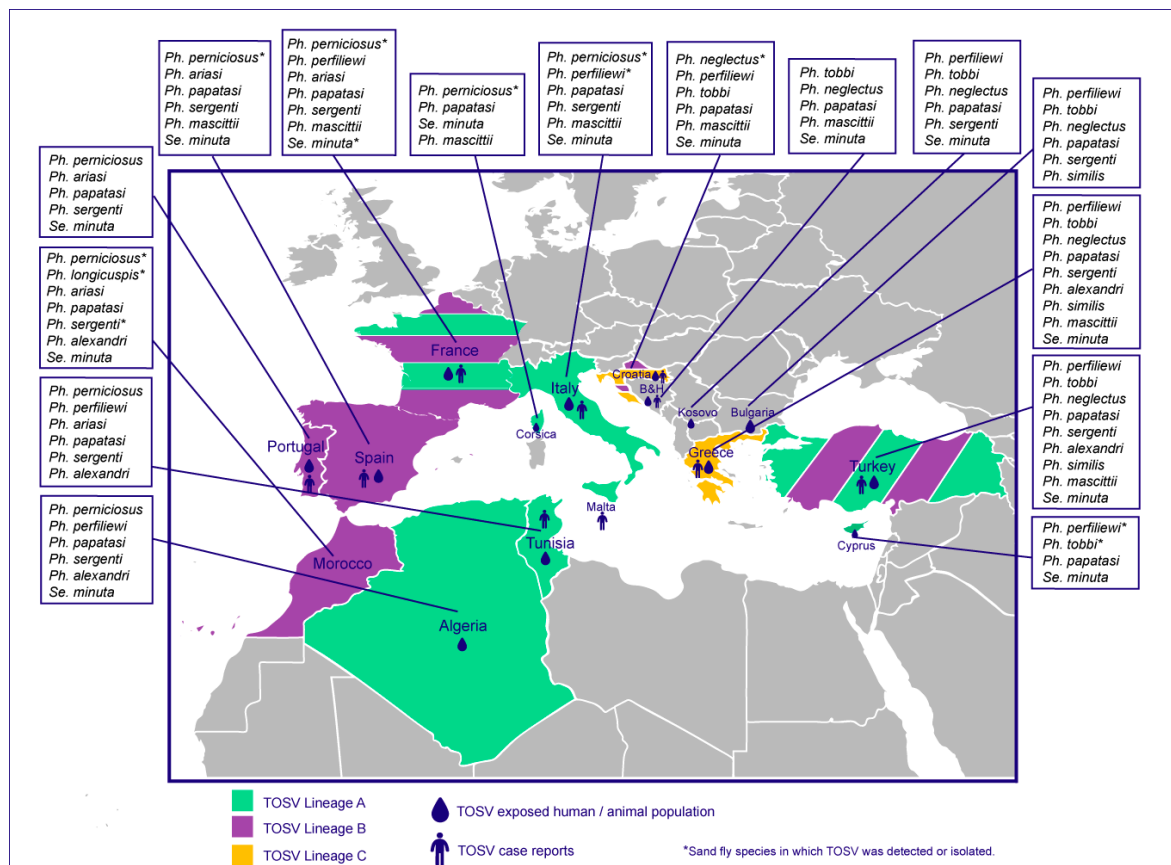 Ph. perniciosus*
Ph. ariasi
Ph. papatasi
Ph. sergenti
Ph. mascittii
Se. minuta
Ph. perniciosus*
Ph. perfiliewi
Ph. ariasi
Ph. papatasi
Ph. sergenti
Ph. mascittii
Se. minuta*
Ph. perniciosus*
Ph. papatasi
Se. minuta
Ph. mascittii
Ph. perniciosus*
Ph. perfiliewi*
Ph. papatasi
Ph. sergenti
Ph. mascittii
Se. minuta
Ph. neglectus*
Ph. perfiliewi
Ph. tobbi
Ph. papatasi
Ph. mascittii
Se. minuta
Ph. tobbi
Ph. neglectus
Ph. papatasi
Ph. mascittii
Se. minuta
Ph. perfiliewi
Ph. tobbi
Ph. neglectus
Ph. papatasi
Ph. sergenti
Se. minuta
Ph. perfiliewi
Ph. tobbi
Ph. neglectus
Ph. papatasi
Ph. sergenti
Ph. similis
Ph. perniciosus
Ph. ariasi
Ph. papatasi
Ph. sergenti
Se. minuta
Ph. perniciosus*
Ph. longicuspis*
Ph. ariasi
Ph. papatasi
Ph. sergenti*
Ph. alexandri
Se. minuta
Ph. perniciosus
Ph. perfiliewi
Ph. ariasi
Ph. papatasi
Ph. sergenti
Ph. alexandri
Ph. perniciosus
Ph. perfiliewi
Ph. papatasi
Ph. sergenti
Ph. alexandri
Se. minuta
Ph. perfiliewi
Ph. tobbi
Ph. neglectus
Ph. papatasi
Ph. sergenti
Ph. alexandri
Ph. similis
Ph. mascittii
Se. minuta
Ph. perfiliewi
Ph. tobbi
Ph. neglectus
Ph. papatasi
Ph. sergenti
Ph. alexandri
Ph. similis
Ph. mascittii
Se. minuta
Ph. perfiliewi*
Ph. tobbi*
Ph. papatasi
Se. minuta
France
Italy
Croatia
B&H
Kosovo
Bulgaria
Corsica
Portugal
Spain
Greece
Turkey
Malta
Cyprus
Tunisia
Morocco
Algeria
TOSV Lineage A
TOSV Lineage B
TOSV Lineage C
TOSV exposed human / animal population
TOSV case reports
*Sand fly species in which TOSV was detected or isolated.